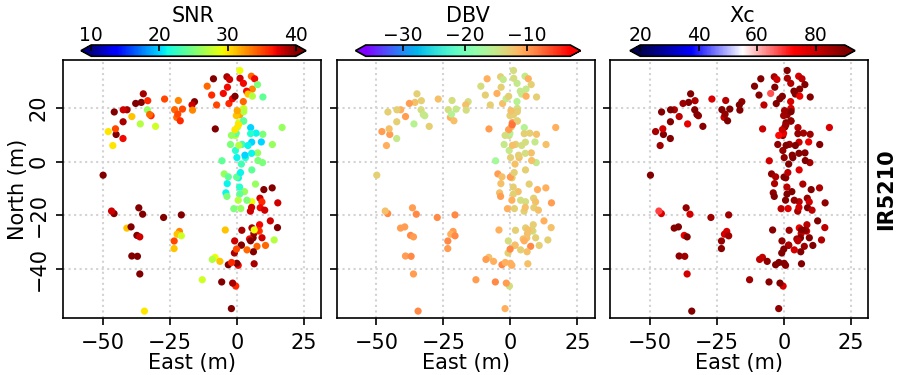 SNR DBV Xc
10 20 30 40 −30 −20 −10 20 40 60 80
20
0
−20
−40
North (m)
IR5210
−50 −25 0 25 −50 −25 0 25 −50 −25 0 25
East (m) East (m) East (m)